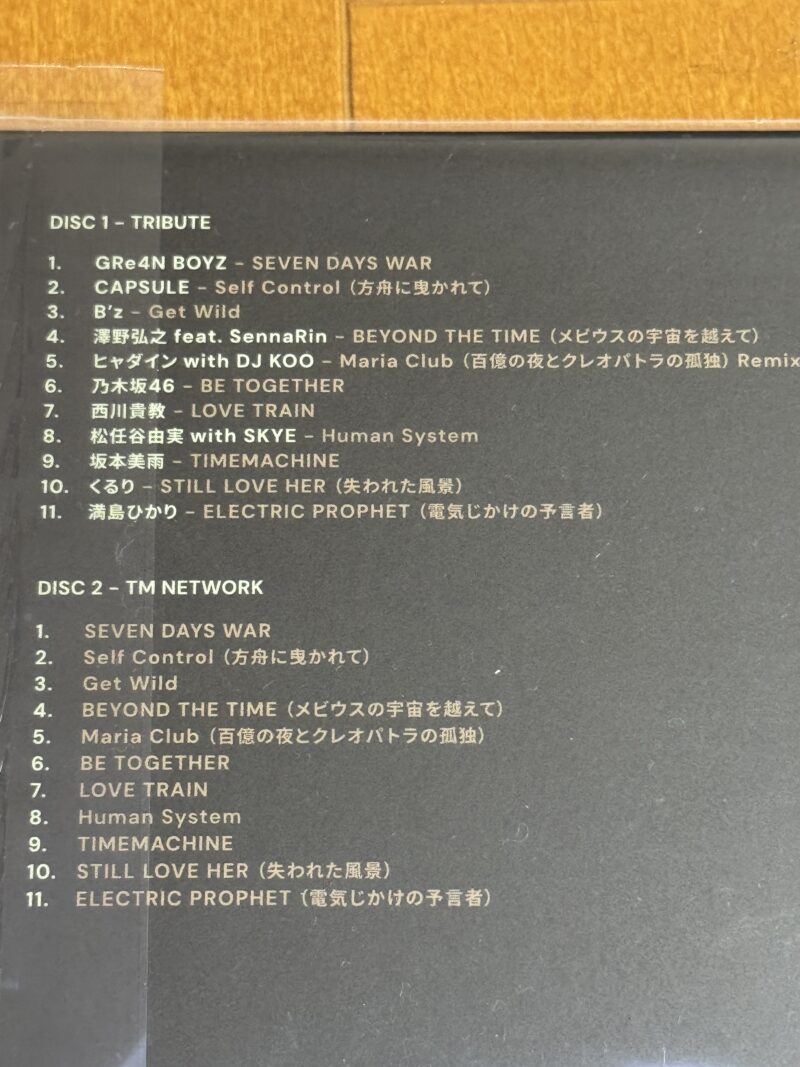 DISC 1 – TRIBUTE
1. GRe4N BOYZ – SEVEN DAYS WAR
2. CAPSULE – Self Control（方舟に曳かれて）
3. B'z – Get Wild
4. 澤野弘之 feat. SennaRin – BEYOND THE TIME（メビウスの宇宙を越えて）
5. ヒャダイン with DJ KOO – Maria Club（百億の夜とクレオパトラの孤独）Remix
6. 乃木坂46 – BE TOGETHER
7. 西川貴教 – LOVE TRAIN
8. 松任谷由実 with SKYE – Human System
9. 坂本美雨 – TIMEMACHINE
10. くるり – STILL LOVE HER（失われた風景）
11. 満島ひかり – ELECTRIC PROPHET（電気じかけの予言者）
DISC 2 – TM NETWORK
1. SEVEN DAYS WAR
2. Self Control（方舟に曳かれて）
3. Get Wild
4. BEYOND THE TIME（メビウスの宇宙を越えて）
5. Maria Club（百億の夜とクレオパトラの孤独）
6. BE TOGETHER
7. LOVE TRAIN
8. Human System
9. TIMEMACHINE
10. STILL LOVE HER（失われた風景）
11. ELECTRIC PROPHET（電気じかけの予言者）